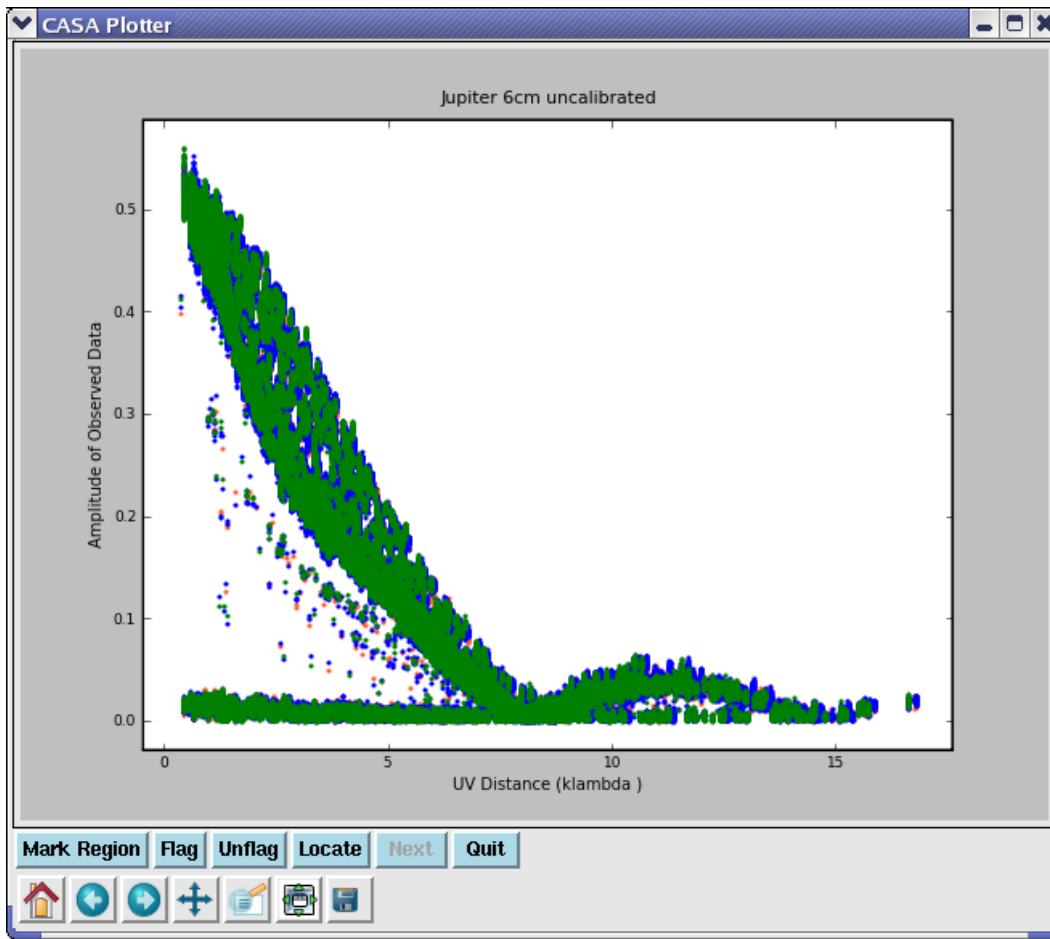 CASA Plotter
Jupiter 6cm uncalibrated
0.5
0.4
0.3
0.2
0.1
0.0
Amplitude of Observed Data
0 5 10 15
UV Distance (klambda )
Mark Region Flag Unflag Locate Next Quit